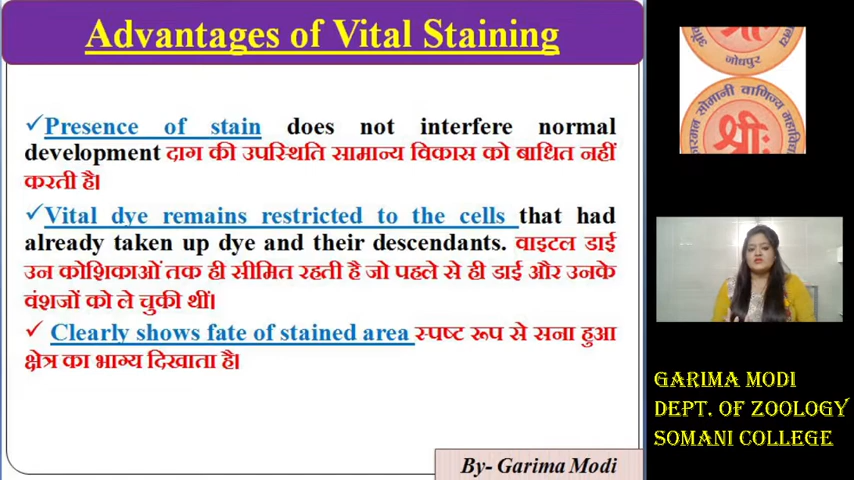 Advantages of Vital Staining
✓Presence of stain does not interfere normal
development दाग की उपस्थिति सामान्य विकास को बाधित नहीं
करती है।
✓Vital dye remains restricted to the cells that had
already taken up dye and their descendants. वाइटल डाई
उन कोशिकाओं तक ही सीमित रहती है जो पहले से ही डाई और उनके
वंशजों को ले चुकी थीं।
✓ Clearly shows fate of stained area स्पष्ट रूप से सना हुआ
क्षेत्र का भाग्य दिखाता है।
By- Garima Modi
जोधपुर
सोमानी वाणिज्य
श्रीः
GARIMA MODI
DEPT. OF ZOOLOGY
SOMANI COLLEGE